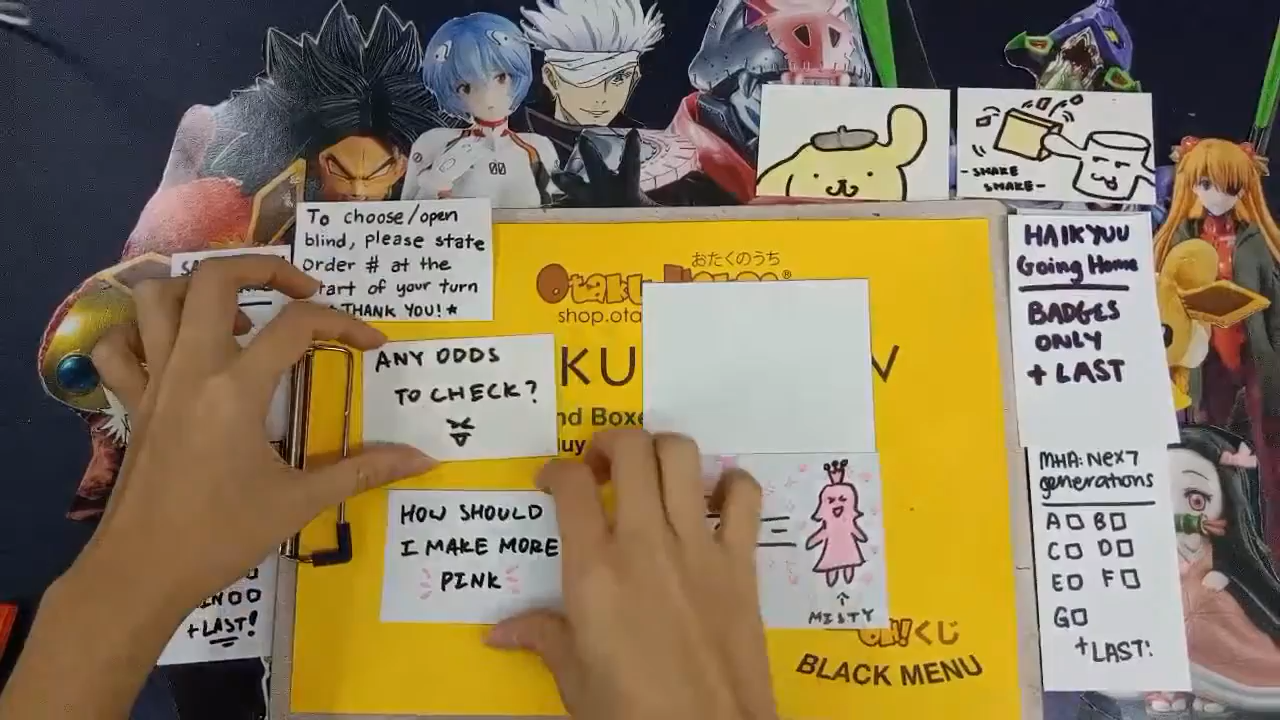 To choose/open
blind, please state
order # at the
start of your turn
THANK YOU!★
-SHAKE
SHAKE-
HAIKYUU
Going Home
BADGES
ONLY
+ LAST
おたくのうち
®
shop.ota
KU
ANY ODDS
TO CHECK?
HOW SHOULD
I MAKE MORE
PINK
↑
MISTY
くじ
BLACK MENU
MHA: Next
generations
A☐ B☐
C☐ D☐
E☐ F☐
G☐
+LAST!
+LAST!
00